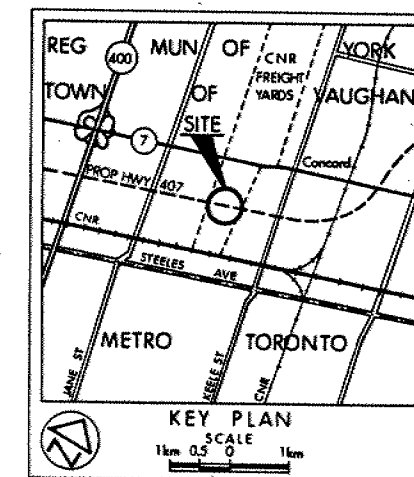 REG MUN OF YORK
400
CNR
FREIGHT
YARDS
TOWN OF VAUGHAN
SITE
7
Concord
PROP HWY 407
CNR
STEELES AVE
METRO TORONTO
JANE ST
KEELE ST
CNR
N
KEY PLAN
SCALE
1km 0.5 0 1km